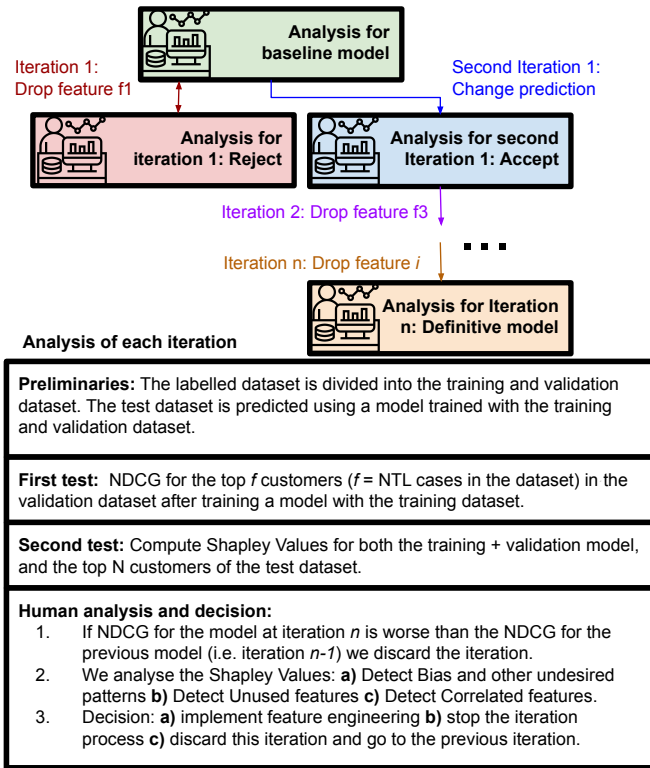 Analysis for
baseline model
Iteration 1:
Drop feature f1
Second Iteration 1:
Change prediction
Analysis for
iteration 1: Reject
Analysis for second
Iteration 1: Accept
Iteration 2: Drop feature f3
...
Iteration n: Drop feature i
Analysis for Iteration
n: Definitive model
Analysis of each iteration
Preliminaries: The labelled dataset is divided into the training and validation
dataset. The test dataset is predicted using a model trained with the training
and validation dataset.
First test: NDCG for the top f customers (f = NTL cases in the dataset) in the
validation dataset after training a model with the training dataset.
Second test: Compute Shapley Values for both the training + validation model,
and the top N customers of the test dataset.
Human analysis and decision:
1. If NDCG for the model at iteration n is worse than the NDCG for the
previous model (i.e. iteration n-1) we discard the iteration.
2. We analyse the Shapley Values: a) Detect Bias and other undesired
patterns b) Detect Unused features c) Detect Correlated features.
3. Decision: a) implement feature engineering b) stop the iteration
process c) discard this iteration and go to the previous iteration.